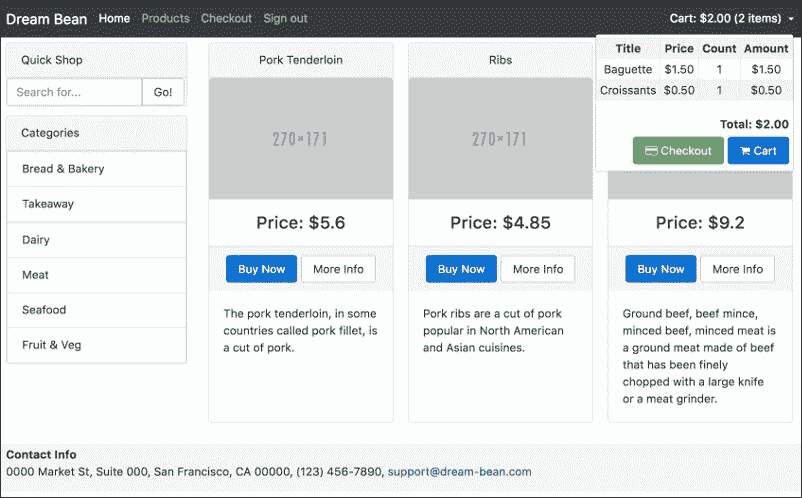 Dream Bean Home Products Checkout Sign out Cart: $2.00 (2 items)
Quick Shop
Search for... Go!
Categories
Bread & Bakery
Takeaway
Dairy
Meat
Seafood
Fruit & Veg
Pork Tenderloin
270×171
Price: $5.6
Buy Now More Info
The pork tenderloin, in some
countries called pork fillet, is
a cut of pork.
Ribs
270×171
Price: $4.85
Buy Now More Info
Pork ribs are a cut of pork
popular in North American
and Asian cuisines.
Title Price Count Amount
Baguette $1.50 1 $1.50
Croissants $0.50 1 $0.50
Total: $2.00
Checkout Cart
Price: $9.2
Buy Now More Info
Ground beef, beef mince,
minced beef, minced meat is
a ground meat made of beef
that has been finely
chopped with a large knife
or a meat grinder.
Contact Info
0000 Market St, Suite 000, San Francisco, CA 00000, (123) 456-7890, support@dream-bean.com